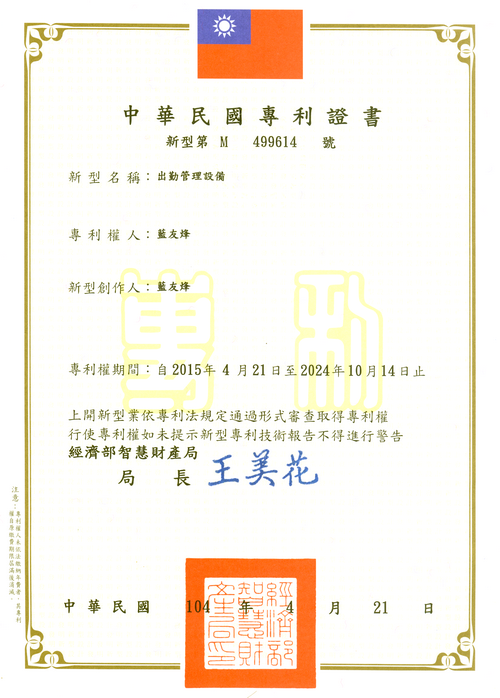 中華民國專利證書
新型第 M 499614 號
新型名稱：出勤管理設備
專利權人：藍友烽
新型創作人：藍友烽
專利
專利權期間：自2015年4月21日至2024年10月14日止
上開新型業依專利法規定通過形式審查取得專利權
行使專利權如未提示新型專利技術報告不得進行警告
經濟部智慧財產局
局長 王美花
注意：專利權人未依法繳納年費者，其專利
權自原繳費期限屆滿後消滅。
經濟部
智慧財
產局印
中華民國 104 年 4 月 21 日